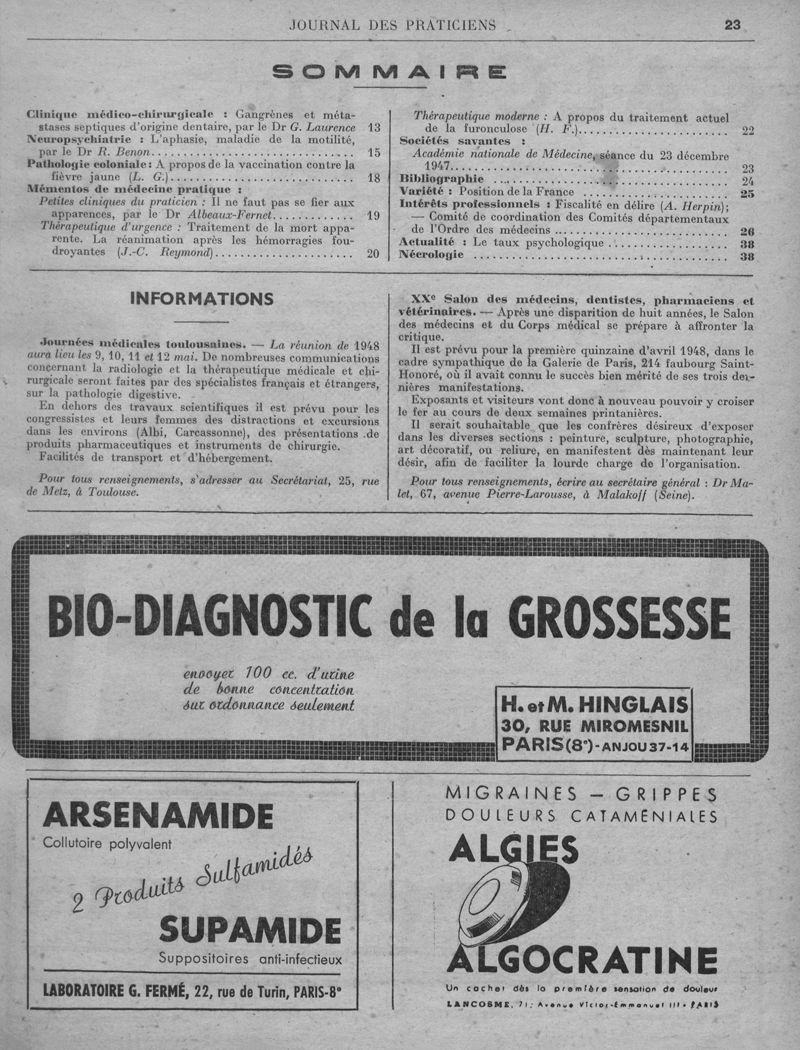 JOURNAL DES PRATICIENS
23
SOMMAIRE
Clinique médico-chirurgicale : Gangrènes et méta-
stases septiques d'origine dentaire, par le Dr G. Laurence 13
Neuropsychiatrie : L'aphasie, maladie de la motilité,
par le Dr R. Benon.............................. 15
Pathologie coloniale : A propos de la vaccination contre la
fièvre jaune (L. G.)............................ 18
Mémentos de médecine pratique :
Petites cliniques du praticien : Il ne faut pas se fier aux
apparences, par le Dr Albeaux-Fernet............ 19
Thérapeutique d'urgence : Traitement de la mort appa-
rente. La réanimation après les hémorragies fou-
droyantes (J.-C. Reymond)..................... 20
Thérapeutique moderne : A propos du traitement actuel
de la furonculose (H. F.)....................... 22
Sociétés savantes :
Académie nationale de Médecine, séance du 23 décembre
1947........................................... 23
Bibliographie .................................... 24
Variété : Position de la France ....................... 25
Intérêts professionnels : Fiscalité en délire (A. Herpin);
— Comité de coordination des Comités départementaux
de l'Ordre des médecins .......................... 26
Actualité : Le taux psychologique .................. 38
Nécrologie ....................................... 38
INFORMATIONS
Journées médicales toulousaines. — La réunion de 1948
aura lieu les 9, 10, 11 et 12 mai. De nombreuses communications
concernant la radiologie et la thérapeutique médicale et chi-
rurgicale seront faites par des spécialistes français et étrangers,
sur la pathologie digestive.
En dehors des travaux scientifiques il est prévu pour les
congressistes et leurs femmes des distractions et excursions
dans les environs (Albi, Carcassonne), des présentations de
produits pharmaceutiques et instruments de chirurgie.
Facilités de transport et d'hébergement.
Pour tous renseignements, s'adresser au Secrétariat, 25, rue
de Metz, à Toulouse.
XXe Salon des médecins, dentistes, pharmaciens et
vétérinaires. — Après une disparition de huit années, le Salon
des médecins et du Corps médical se prépare à affronter la
critique.
Il est prévu pour la première quinzaine d'avril 1948, dans le
cadre sympathique de la Galerie de Paris, 214 faubourg Saint-
Honoré, où il avait connu le succès bien mérité de ses trois der-
nières manifestations.
Exposants et visiteurs vont donc à nouveau pouvoir y croiser
le fer au cours de deux semaines printanières.
Il serait souhaitable que les confrères désireux d'exposer
dans les diverses sections : peinture, sculpture, photographie,
art décoratif, ou reliure, en manifestent dès maintenant leur
désir, afin de faciliter la lourde charge de l'organisation.
Pour tous renseignements, écrire au secrétaire général : Dr Ma-
let, 67, avenue Pierre-Larousse, à Malakoff (Seine).
BIO-DIAGNOSTIC de la GROSSESSE
envoyer 100 cc. d'urine
de bonne concentration
sur ordonnance seulement
H. et M. HINGLAIS
30, RUE MIROMESNIL
PARIS (8e) - ANJOU 37-14
ARSENAMIDE
Collutoire polyvalent
2 Produits Sulfamidés
SUPAMIDE
Suppositoires anti-infectieux
LABORATOIRE G. FERMÉ, 22, rue de Turin, PARIS-8e
MIGRAINES — GRIPPES
DOULEURS CATAMÉNIALES
ALGIES
ALGOCRATINE
Un cachet dès la première sensation de douleur
LANCOSME, 71, Avenue Victor-Emmanuel III - PARIS